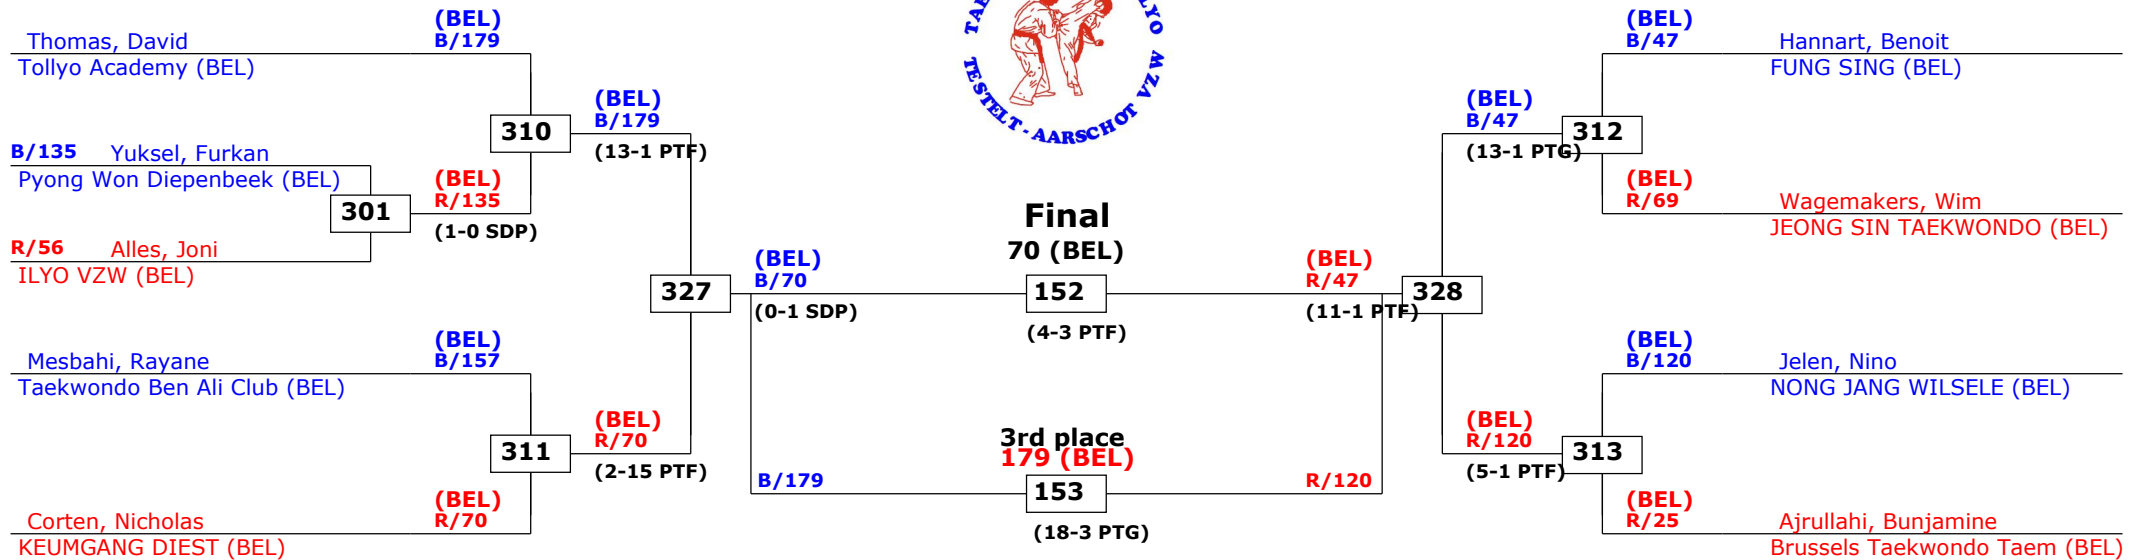 TAE
LYO
TESTELT - AARSCHOT VZW
(BEL)
B/179
Thomas, David
Tollyo Academy (BEL)
310
(BEL)
B/179
(13-1 PTF)
B/135 Yuksel, Furkan
Pyong Won Diepenbeek (BEL)
301
(BEL)
R/135
(1-0 SDP)
R/56 Alles, Joni
ILYO VZW (BEL)
327
(BEL)
B/70
(0-1 SDP)
(BEL)
B/157
Mesbahi, Rayane
Taekwondo Ben Ali Club (BEL)
311
(BEL)
R/70
(2-15 PTF)
(BEL)
R/70
Corten, Nicholas
KEUMGANG DIEST (BEL)
Final
70 (BEL)
152
(4-3 PTF)
3rd place
179 (BEL)
B/179
153
R/120
(18-3 PTG)
(BEL)
R/47
(11-1 PTF)
328
(BEL)
B/47
(13-1 PTG)
312
(BEL)
B/47
Hannart, Benoit
FUNG SING (BEL)
(BEL)
R/69
Wagemakers, Wim
JEONG SIN TAEKWONDO (BEL)
(BEL)
B/120
Jelen, Nino
NONG JANG WILSELE (BEL)
(BEL)
R/120
(5-1 PTF)
313
(BEL)
R/25
Ajrullahi, Bunjamine
Brussels Taekwondo Taem (BEL)